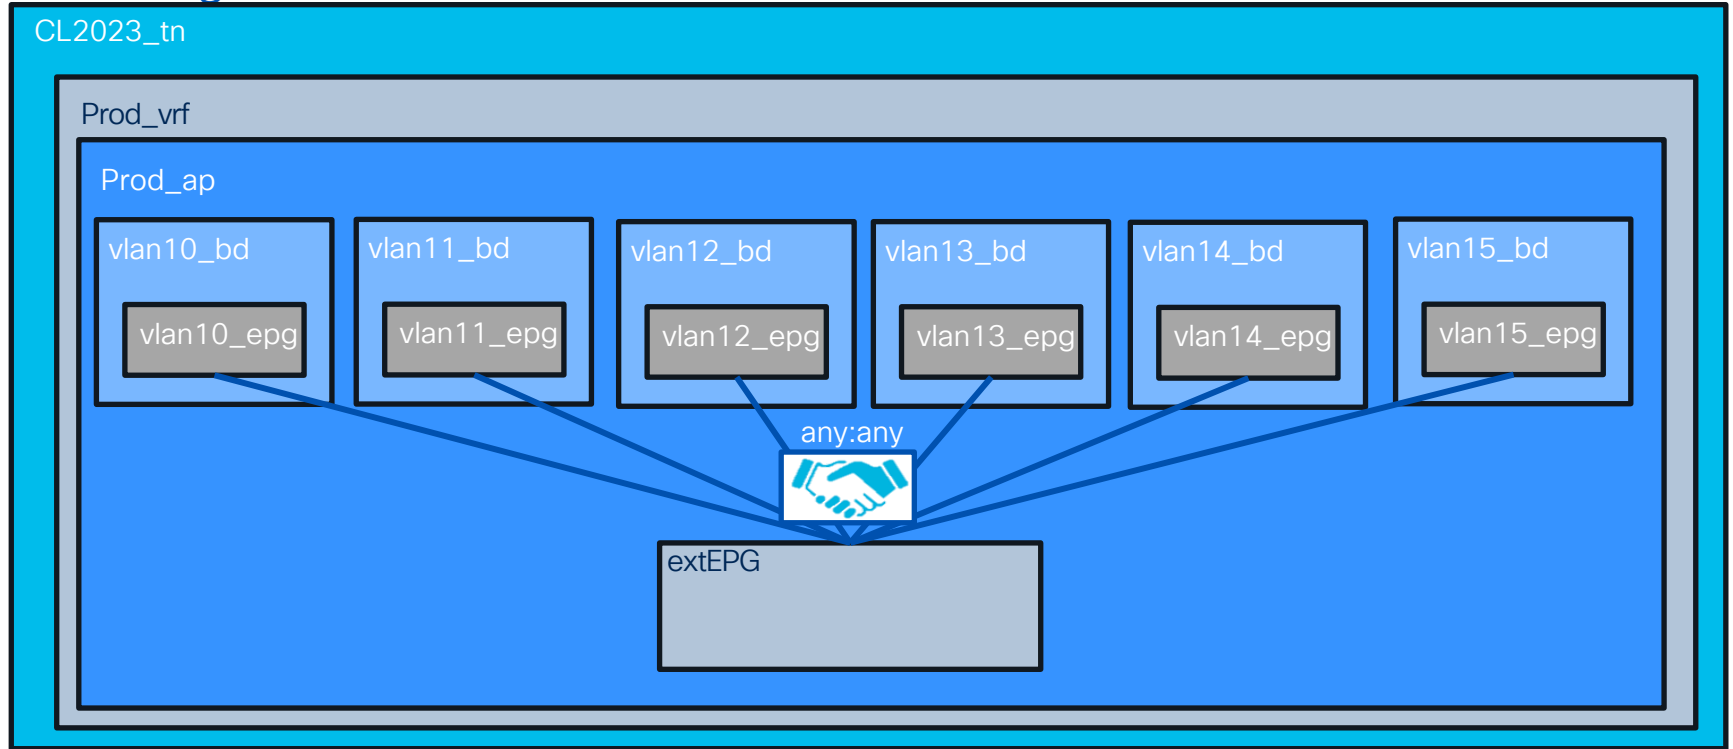 CL2023_tn
Prod_vrf
Prod_ap
vlan10_bd
vlan11_bd
vlan12_bd
vlan13_bd
vlan14_bd
vlan15_bd
vlan10_epg
vlan11_epg
vlan12_epg
vlan13_epg
vlan14_epg
vlan15_epg
any:any
extEPG